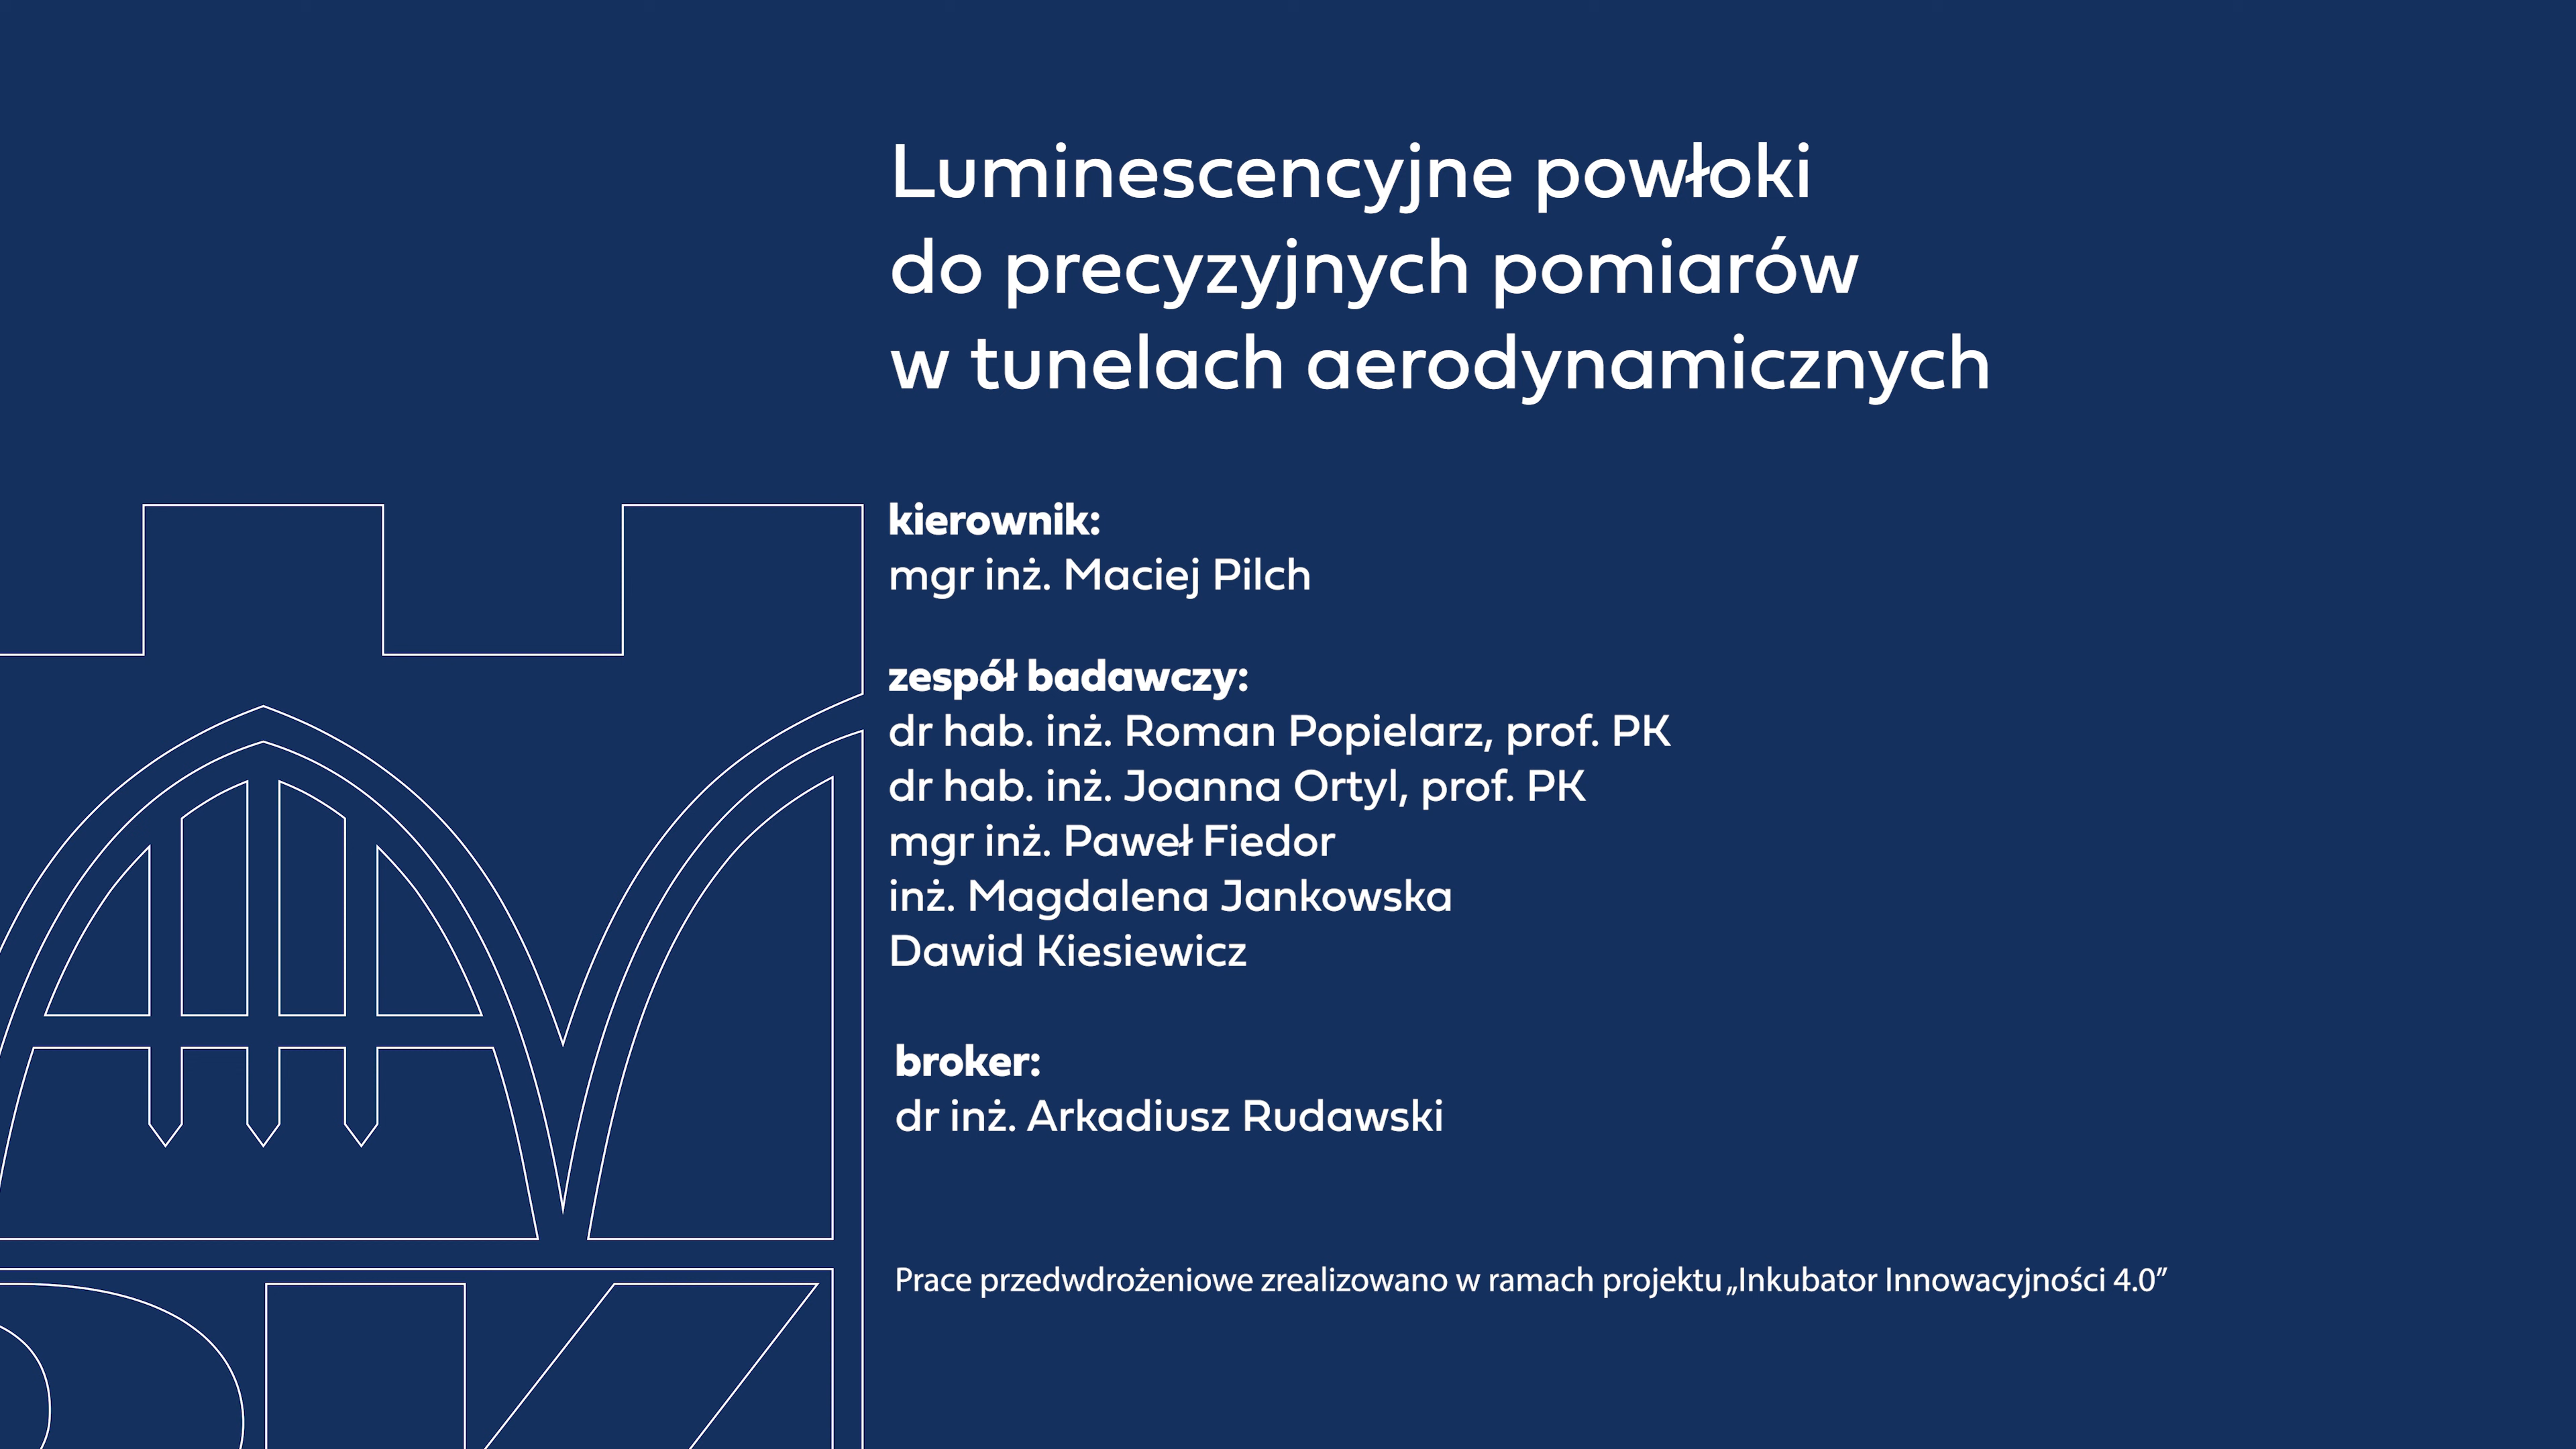 Luminescencyjne powłoki
do precyzyjnych pomiarów
w tunelach aerodynamicznych
kierownik:
mgr inż. Maciej Pilch
zespół badawczy:
dr hab. inż. Roman Popielarz, prof. PK
dr hab. inż. Joanna Ortyl, prof. PK
mgr inż. Paweł Fiedor
inż. Magdalena Jankowska
Dawid Kiesiewicz
broker:
dr inż. Arkadiusz Rudawski
Prace przedwdrożeniowe zrealizowano w ramach projektu „Inkubator Innowacyjności 4.0”
PK